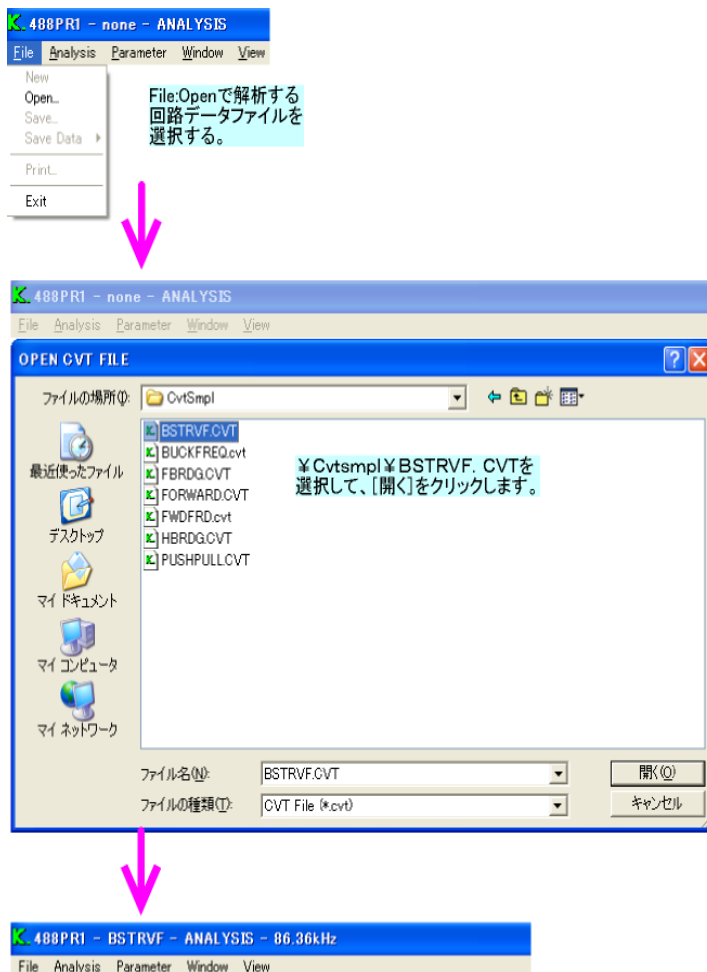 488PR1 - none - ANALYSIS
File Analysis Parameter Window View
New
Open...
Save...
Save Data
Print...
Exit
File:Openで解析する
回路データファイルを
選択する。
488PR1 - none - ANALYSIS
File Analysis Parameter Window View
OPEN CVT FILE
ファイルの場所(I):
CvtSmpl
最近使ったファイル
デスクトップ
マイ ドキュメント
マイ コンピュータ
マイ ネットワーク
BSTRVF.CVT
BUCKFREQ.cvt
FBRDG.CVT
FORWARD.CVT
FWDFRD.cvt
HBRDG.CVT
PUSHPULL.CVT
¥Cvtsmpl¥BSTRVF. CVTを
選択して、[開く]をクリックします。
ファイル名(N):
BSTRVF.CVT
開く(O)
ファイルの種類(T):
CVT File (*.cvt)
キャンセル
488PR1 - BSTRVF - ANALYSIS - 86.36kHz
File Analysis Parameter Window View